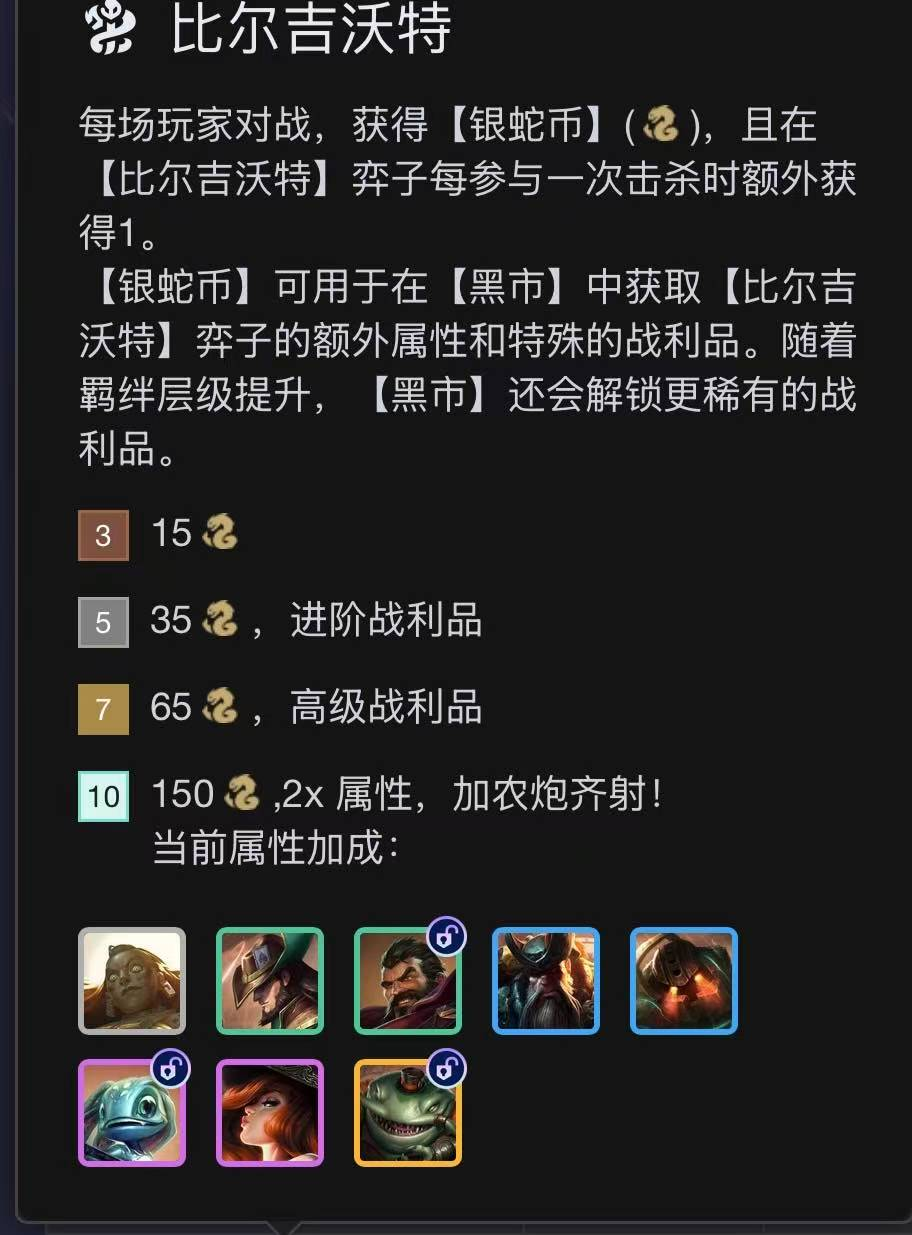 比尔吉沃特
每场玩家对战，获得【银蛇币】( )，且在
【比尔吉沃特】弈子每参与一次击杀时额外获
得1。
【银蛇币】可用于在【黑市】中获取【比尔吉
沃特】弈子的额外属性和特殊的战利品。随着
羁绊层级提升，【黑市】还会解锁更稀有的战
利品。
3 15
5 35 ，进阶战利品
7 65 ，高级战利品
10 150 ,2x 属性，加农炮齐射！
当前属性加成：